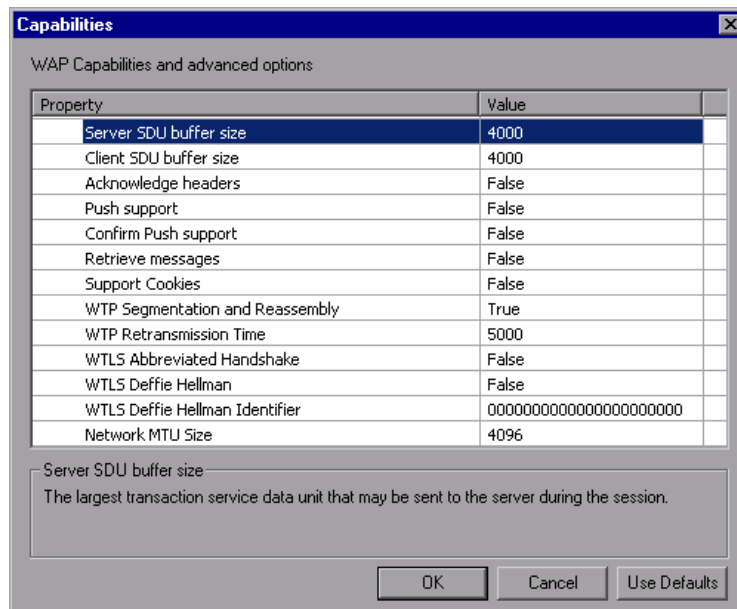 Capabilities
WAP Capabilities and advanced options
Property Value
Server SDU buffer size 4000
Client SDU buffer size 4000
Acknowledge headers False
Push support False
Confirm Push support False
Retrieve messages False
Support Cookies False
WTP Segmentation and Reassembly True
WTP Retransmission Time 5000
WTLS Abbreviated Handshake False
WTLS Deffie Hellman False
WTLS Deffie Hellman Identifier 0000000000000000000000
Network MTU Size 4096
Server SDU buffer size
The largest transaction service data unit that may be sent to the server during the session.
OK Cancel Use Defaults